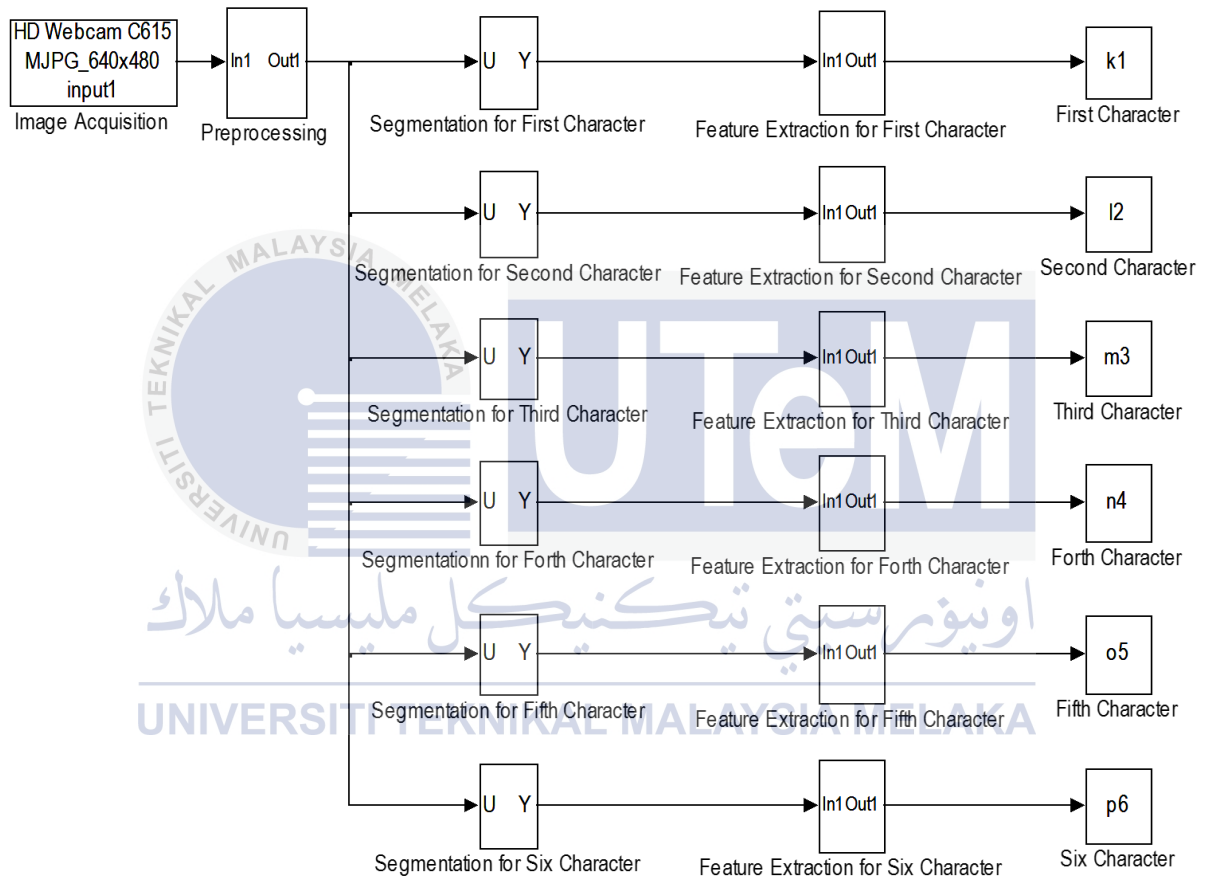 HD Webcam C615
MJPG_640x480
input1
Image Acquisition
In1 Out1
Preprocessing
U Y
Segmentation for First Character
In1 Out1
Feature Extraction for First Character
k1
First Character
U Y
Segmentation for Second Character
In1 Out1
Feature Extraction for Second Character
l2
Second Character
U Y
Segmentation for Third Character
In1 Out1
Feature Extraction for Third Character
m3
Third Character
U Y
Segmentationn for Forth Character
In1 Out1
Feature Extraction for Forth Character
n4
Forth Character
U Y
Segmentation for Fifth Character
In1 Out1
Feature Extraction for Fifth Character
o5
Fifth Character
U Y
Segmentation for Six Character
In1 Out1
Feature Extraction for Six Character
p6
Six Character
UNIVERSITI TEKNIKAL MALAYSIA MELAKA
UTeM
اونيۏرسيتي تيكنيكل مليسيا ملاك
UNIVERSITI TEKNIKAL MALAYSIA MELAKA